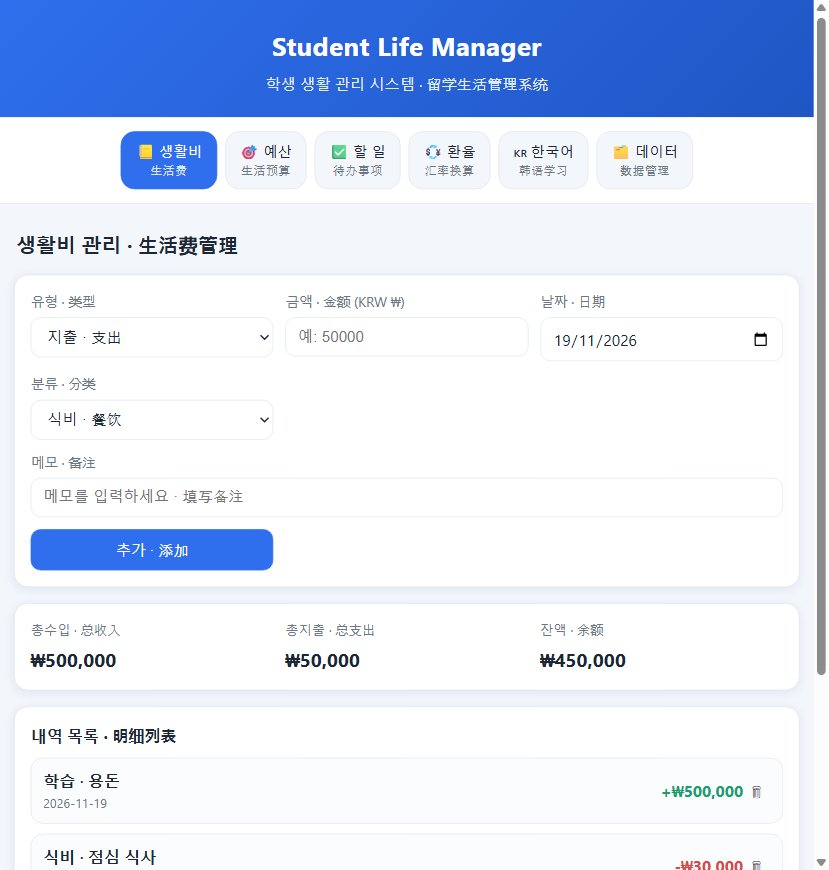 Student Life Manager
학생 생활 관리 시스템 · 留学生活管理系统
생활비
生活费
예산
生活预算
할 일
待办事项
환율
汇率换算
KR 한국어
韩语学习
데이터
数据管理
생활비 관리 · 生活费管理
유형 · 类型
금액 · 金额 (KRW ₩)
날짜 · 日期
지출 · 支出
예: 50000
19/11/2026
분류 · 分类
식비 · 餐饮
메모 · 备注
메모를 입력하세요 · 填写备注
추가 · 添加
총수입 · 总收入
총지출 · 总支出
잔액 · 余额
₩500,000
₩50,000
₩450,000
내역 목록 · 明细列表
학습 · 용돈
2026-11-19
+₩500,000
식비 · 점심 식사
-₩30,000